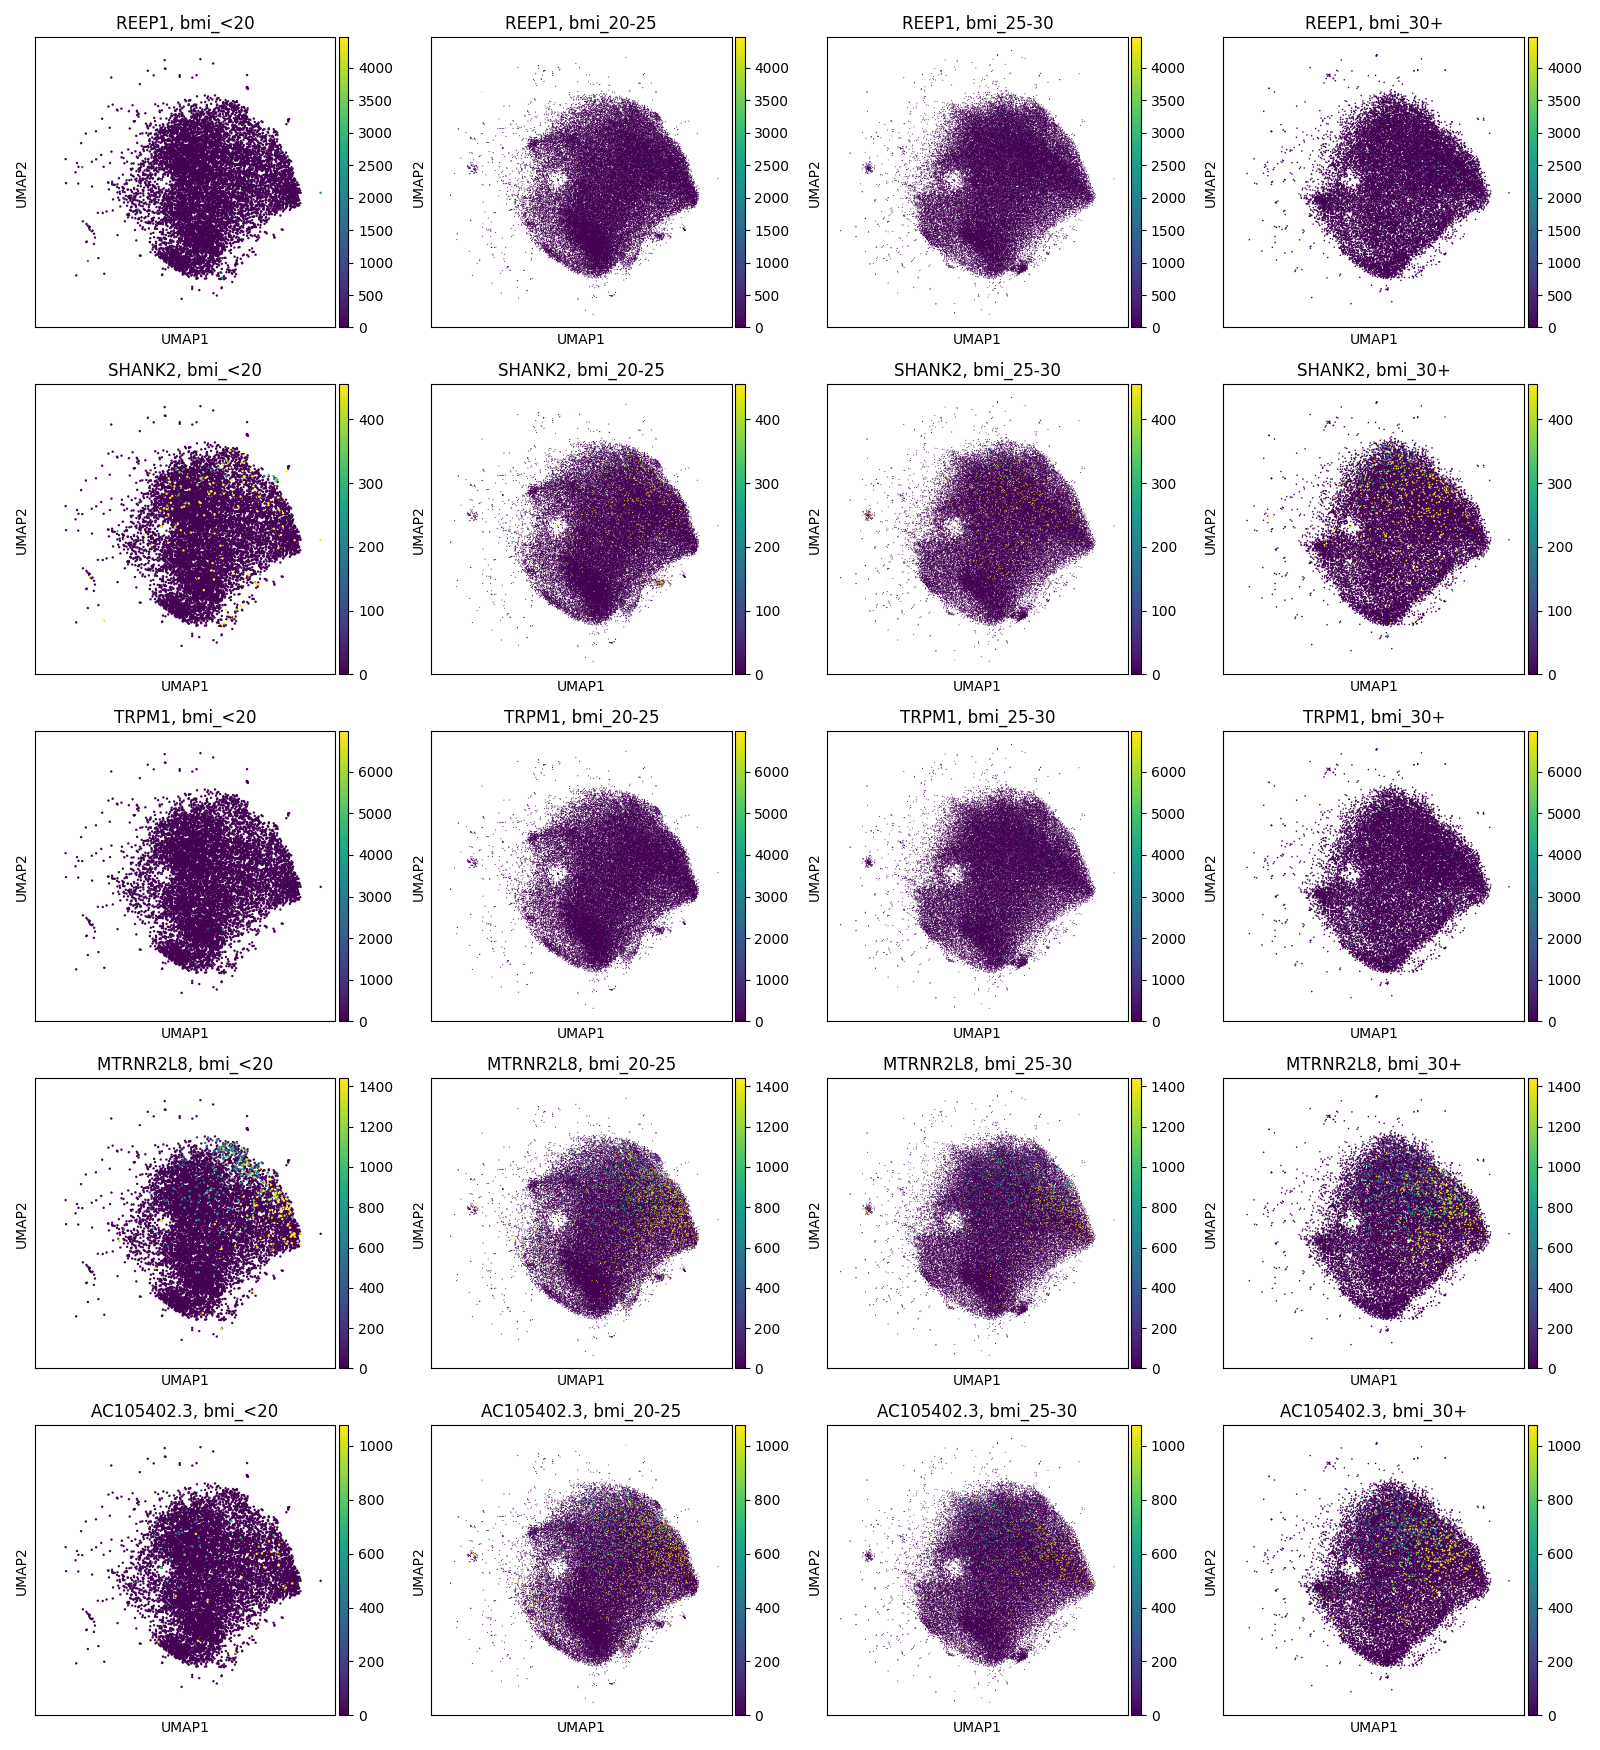 REEP1, bmi_<20
REEP1, bmi_20-25
REEP1, bmi_25-30
REEP1, bmi_30+
UMAP2
4000
3500
3000
2500
2000
1500
1000
500
0
UMAP1
UMAP2
4000
3500
3000
2500
2000
1500
1000
500
0
UMAP1
UMAP2
4000
3500
3000
2500
2000
1500
1000
500
0
UMAP1
UMAP2
4000
3500
3000
2500
2000
1500
1000
500
0
UMAP1
SHANK2, bmi_<20
SHANK2, bmi_20-25
SHANK2, bmi_25-30
SHANK2, bmi_30+
UMAP2
400
300
200
100
0
UMAP1
UMAP2
400
300
200
100
0
UMAP1
UMAP2
400
300
200
100
0
UMAP1
UMAP2
400
300
200
100
0
UMAP1
TRPM1, bmi_<20
TRPM1, bmi_20-25
TRPM1, bmi_25-30
TRPM1, bmi_30+
UMAP2
6000
5000
4000
3000
2000
1000
0
UMAP1
UMAP2
6000
5000
4000
3000
2000
1000
0
UMAP1
UMAP2
6000
5000
4000
3000
2000
1000
0
UMAP1
UMAP2
6000
5000
4000
3000
2000
1000
0
UMAP1
MTRNR2L8, bmi_<20
MTRNR2L8, bmi_20-25
MTRNR2L8, bmi_25-30
MTRNR2L8, bmi_30+
UMAP2
1400
1200
1000
800
600
400
200
0
UMAP1
UMAP2
1400
1200
1000
800
600
400
200
0
UMAP1
UMAP2
1400
1200
1000
800
600
400
200
0
UMAP1
UMAP2
1400
1200
1000
800
600
400
200
0
UMAP1
AC105402.3, bmi_<20
AC105402.3, bmi_20-25
AC105402.3, bmi_25-30
AC105402.3, bmi_30+
UMAP2
1000
800
600
400
200
0
UMAP1
UMAP2
1000
800
600
400
200
0
UMAP1
UMAP2
1000
800
600
400
200
0
UMAP1
UMAP2
1000
800
600
400
200
0
UMAP1